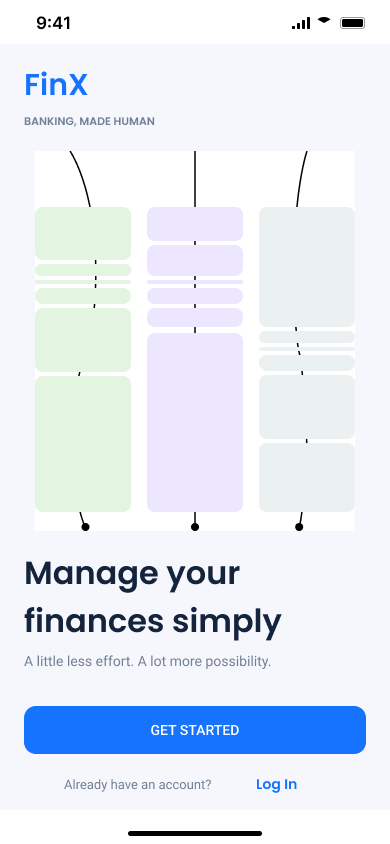 9:41
FinX
BANKING, MADE HUMAN
Manage your
finances simply
A little less effort. A lot more possibility.
GET STARTED
Already have an account? Log In